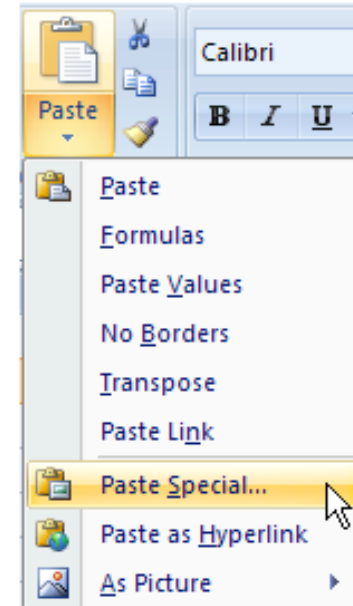 Calibri
Paste
B I U
Paste
Formulas
Paste Values
No Borders
Transpose
Paste Link
Paste Special...
Paste as Hyperlink
As Picture